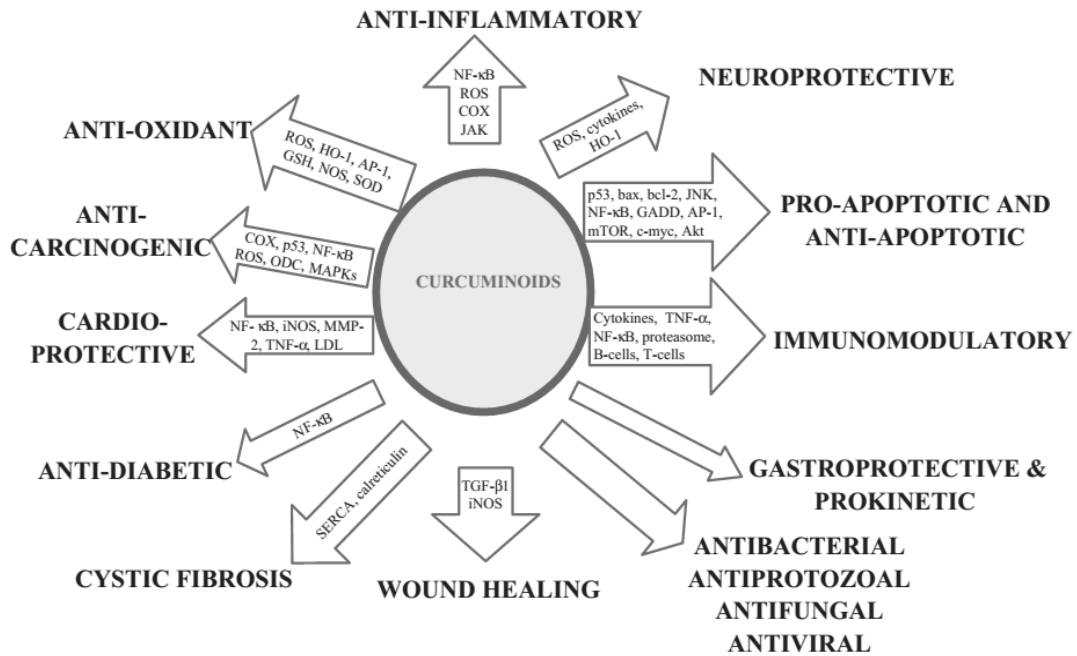 ANTI-INFLAMMATORY
NF-κB
ROS
COX
JAK
NEUROPROTECTIVE
ROS, cytokines,
HO-1
ANTI-OXIDANT
ROS, HO-1, AP-1,
GSH, NOS, SOD
p53, bax, bcl-2, JNK,
NF-κB, GADD, AP-1,
mTOR, c-myc, Akt
PRO-APOPTOTIC AND
ANTI-APOPTOTIC
ANTI-
CARCINOGENIC
COX, p53, NF-κB
ROS, ODC, MAPKs
CURCUMINOIDS
CARDIO-
PROTECTIVE
NF- κB, iNOS, MMP-
2, TNF-α, LDL
Cytokines, TNF-α,
NF-κB, proteasome,
B-cells, T-cells
IMMUNOMODULATORY
NF-κB
ANTI-DIABETIC
SERCA, calreticulin
CYSTIC FIBROSIS
TGF-β1
iNOS
WOUND HEALING
GASTROPROTECTIVE &
PROKINETIC
ANTIBACTERIAL
ANTIPROTOZOAL
ANTIFUNGAL
ANTIVIRAL